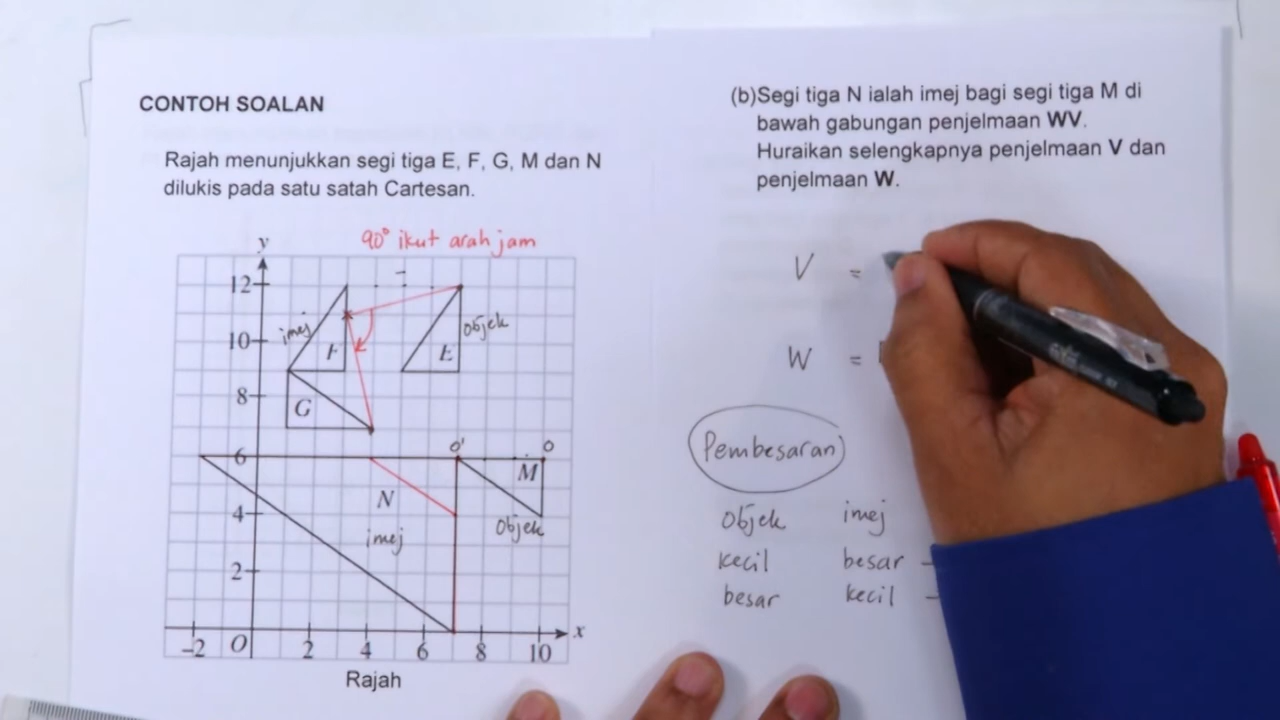 CONTOH SOALAN
Rajah menunjukkan segi tiga E, F, G, M dan N
dilukis pada satu satah Cartesan.
90° ikut arah jam
y
12
10
8
6
4
2
imej
F
objek
E
G
O'
O
M
N
imej
objek
-2
O
2
4
6
8
10
x
Rajah
(b)Segi tiga N ialah imej bagi segi tiga M di
bawah gabungan penjelmaan WV.
Huraikan selengkapnya penjelmaan V dan
penjelmaan W.
V =
W =
Pembesaran
objek imej
kecil besar
besar kecil